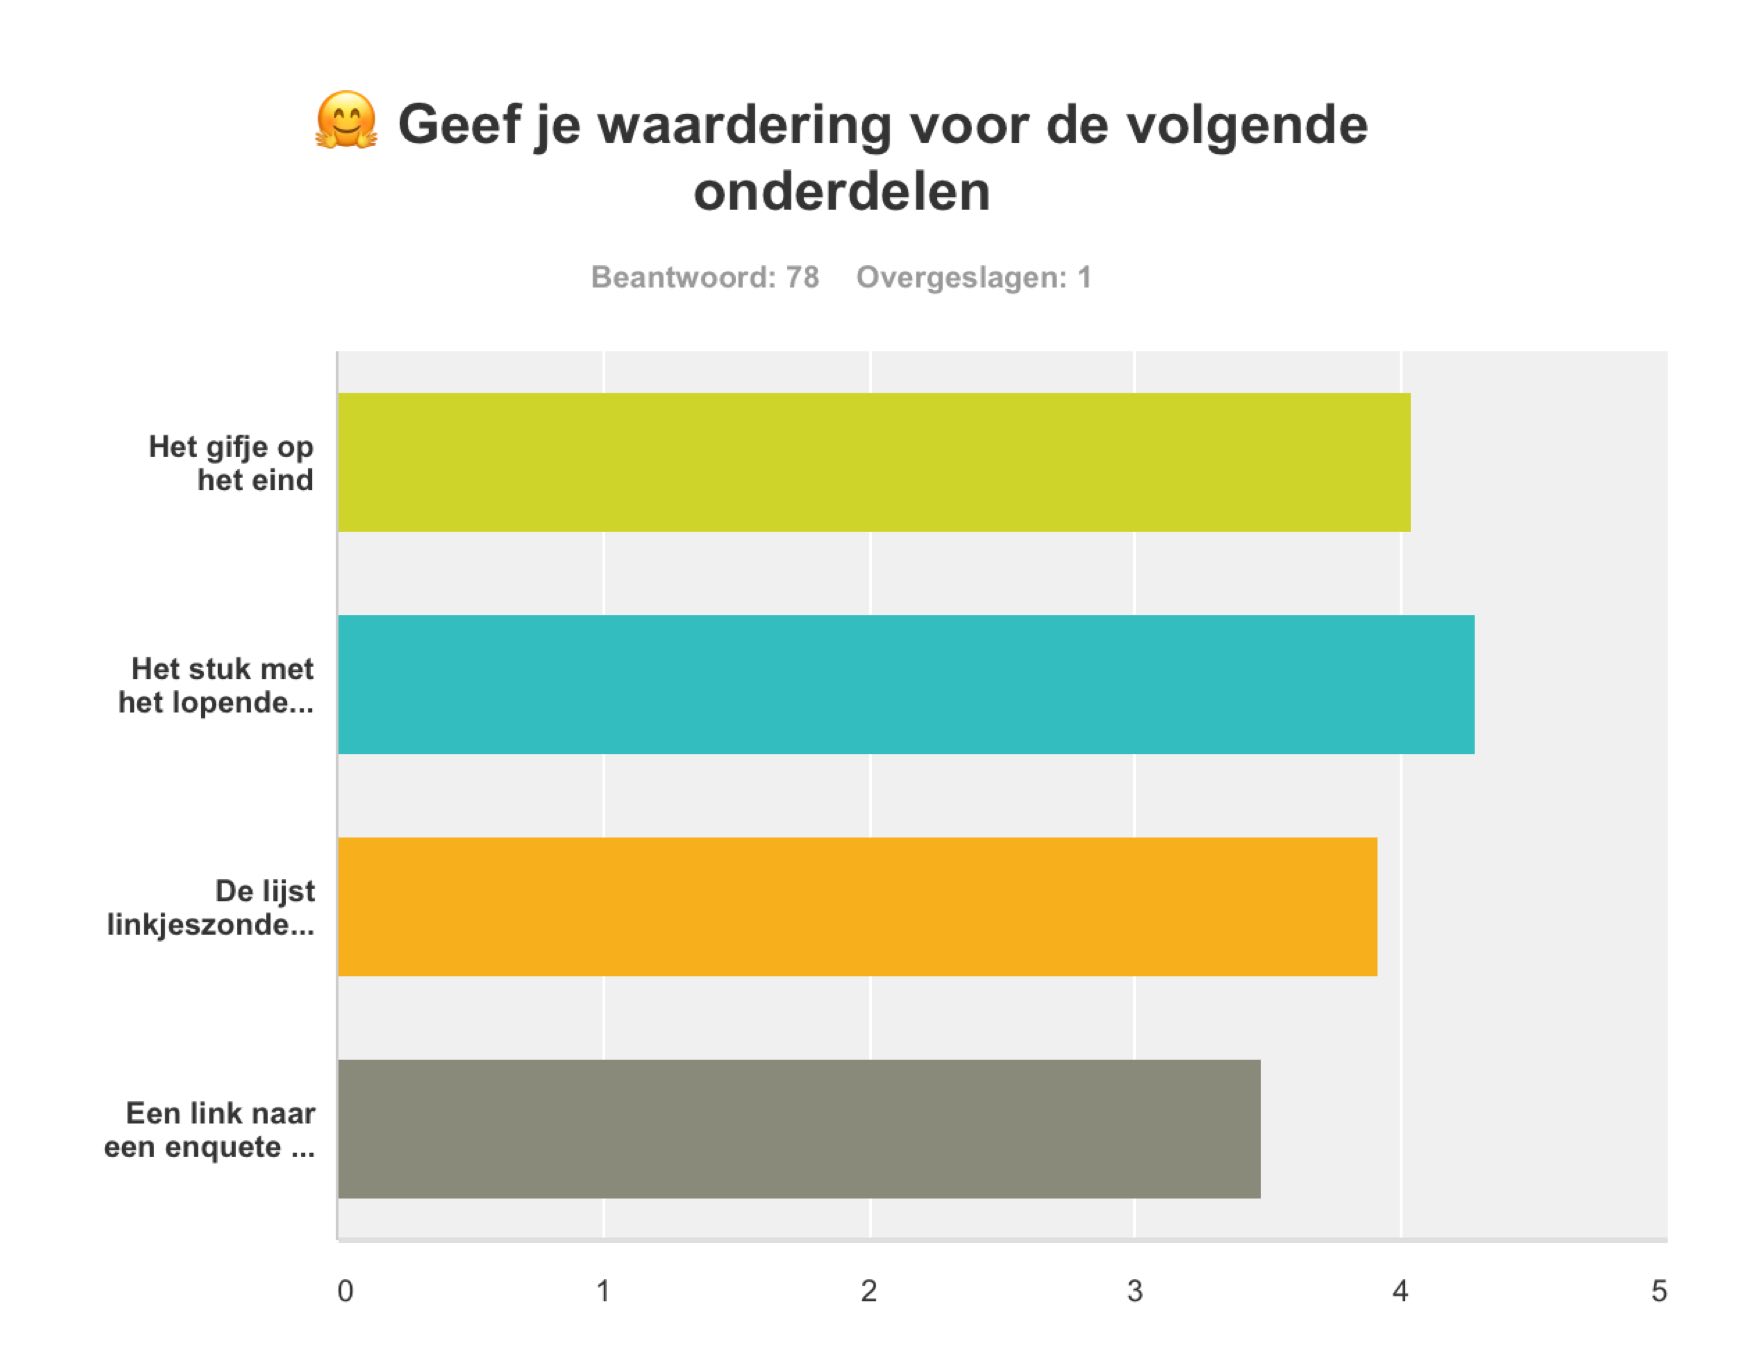 🤗 Geef je waardering voor de volgende
onderdelen
Beantwoord: 78 Overgeslagen: 1
Het gifje op
het eind
Het stuk met
het lopende...
De lijst
linkjeszonde...
Een link naar
een enquete ...
0 1 2 3 4 5